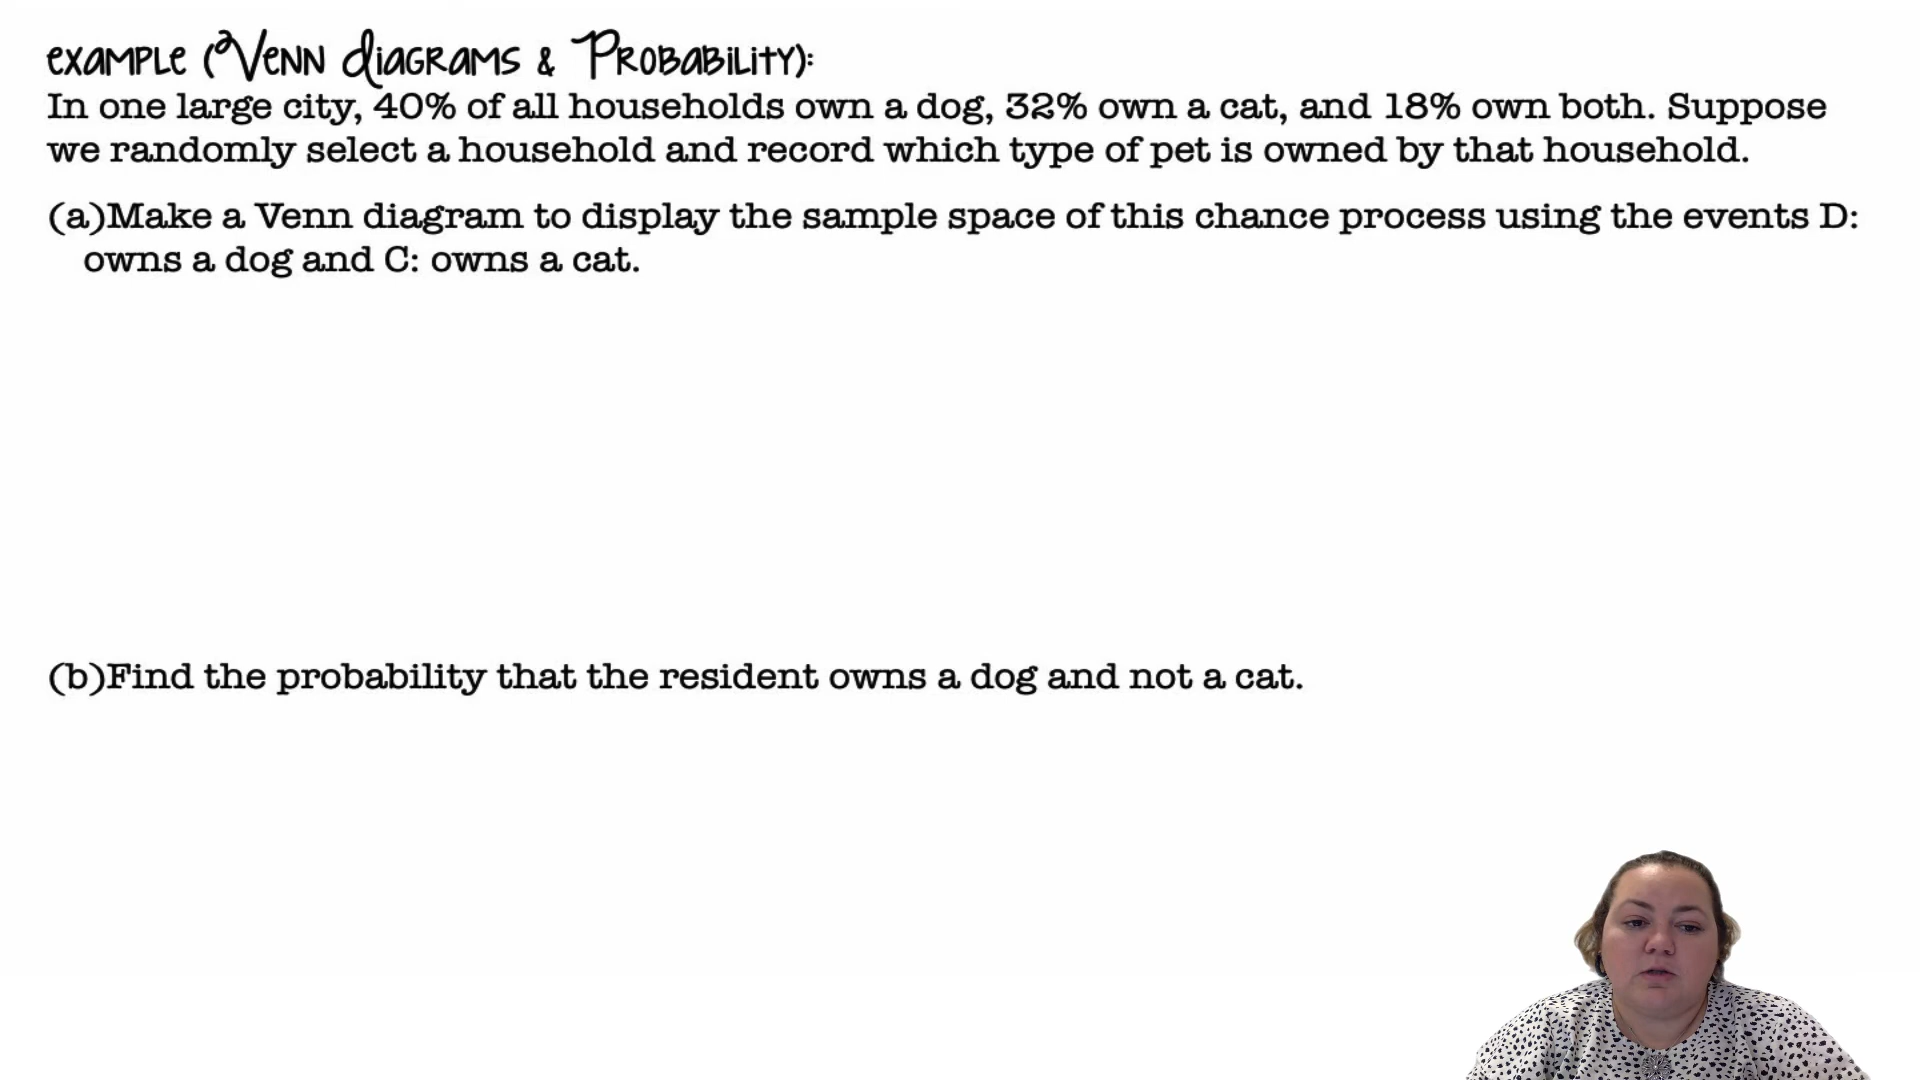 example (Venn Diagrams & Probability):
In one large city, 40% of all households own a dog, 32% own a cat, and 18% own both. Suppose
we randomly select a household and record which type of pet is owned by that household.
(a)Make a Venn diagram to display the sample space of this chance process using the events D:
owns a dog and C: owns a cat.
(b)Find the probability that the resident owns a dog and not a cat.